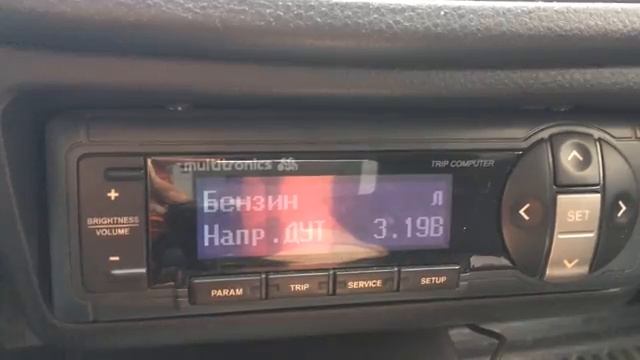 multitronics
TRIP COMPUTER
+
BRIGHTNESS
VOLUME
-
Бензин л
Напр.ДУТ 3.19В
SET
PARAM TRIP SERVICE SETUP